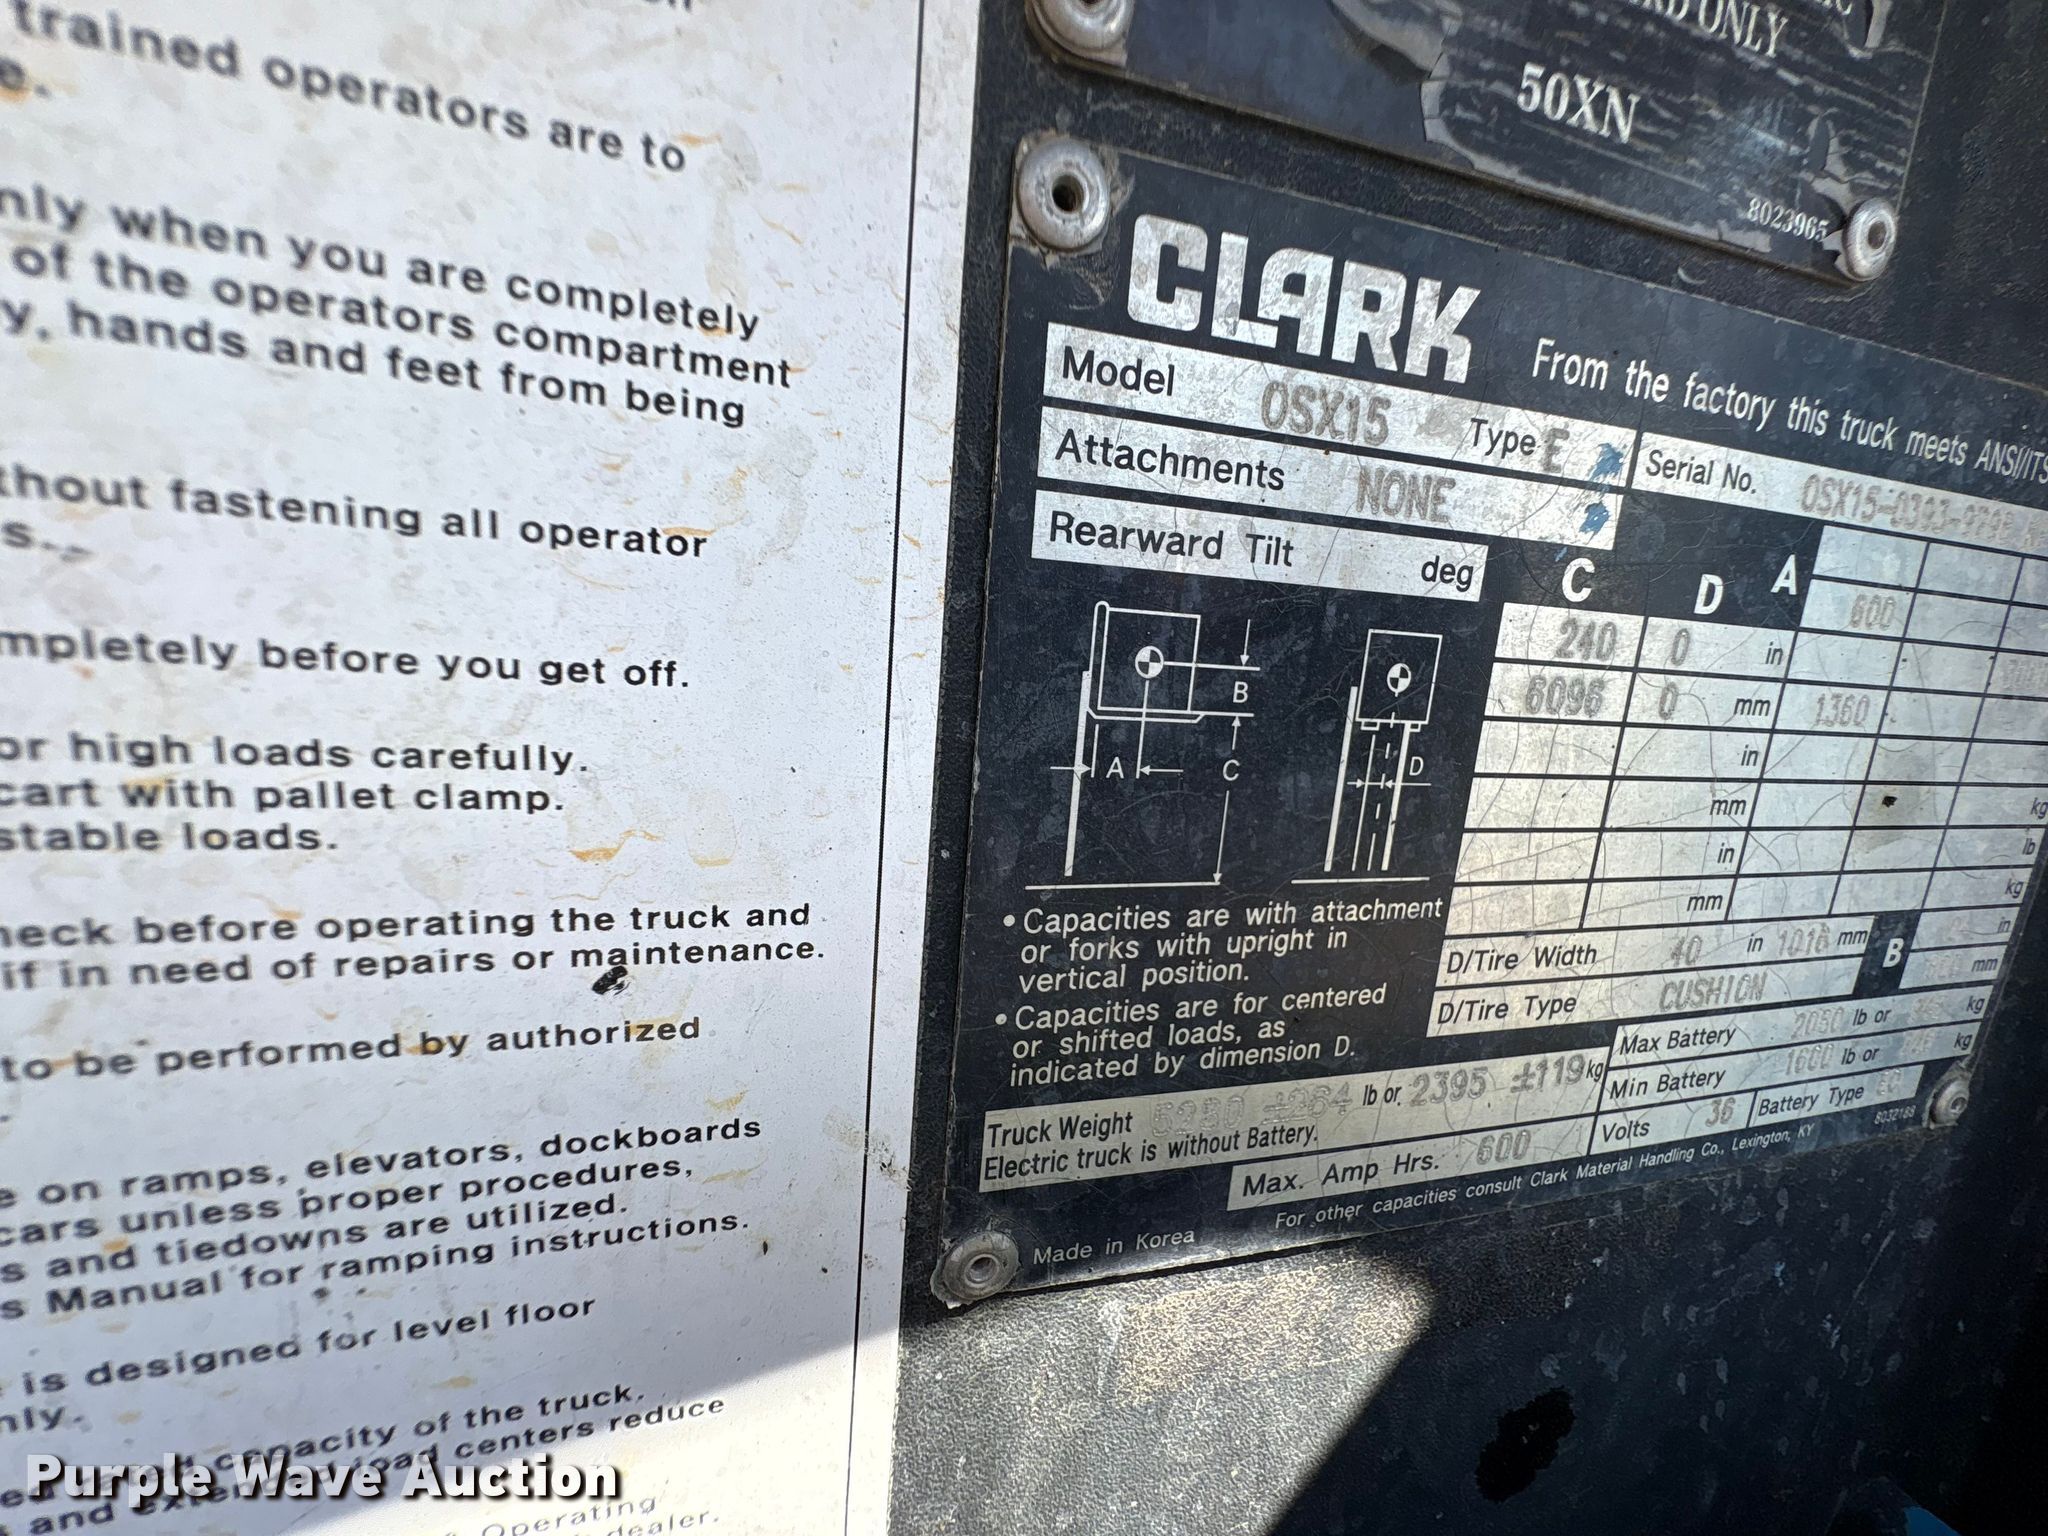 trained operators are to
e.
nly when you are completely
of the operators compartment
y, hands and feet from being
thout fastening all operator
s.
mpletely before you get off.
or high loads carefully.
cart with pallet clamp.
stable loads.
heck before operating the truck and
if in need of repairs or maintenance.
to be performed by authorized
e on ramps, elevators, dockboards
cars unless proper procedures,
s and tiedowns are utilized.
s Manual for ramping instructions.
is designed for level floor
nly.
capacity of the truck.
and load centers reduce
Operating
dealer.
ONLY
50XN
8023965
CLARK
From the factory this truck meets ANSI/ITS
Model OSX15 Type E
Serial No.
Attachments NONE
Rearward Tilt deg
C D A
240 0 in 600
6096 0 mm 1360
in
mm kg
in lb
mm kg
B
A C
D
• Capacities are with attachment
or forks with upright in
vertical position.
• Capacities are for centered
or shifted loads, as
indicated by dimension D.
D/Tire Width 40 in 1016 mm B in
mm
D/Tire Type CUSHION
Max Battery 2050 lb or kg
Min Battery 1600 lb or kg
Truck Weight lb or 2395 ±119 kg
Electric truck is without Battery.
Max. Amp Hrs. 600
Volts 36 Battery Type
For other capacities consult Clark Material Handling Co., Lexington, KY
8032188
Made in Korea
Purple Wave Auction